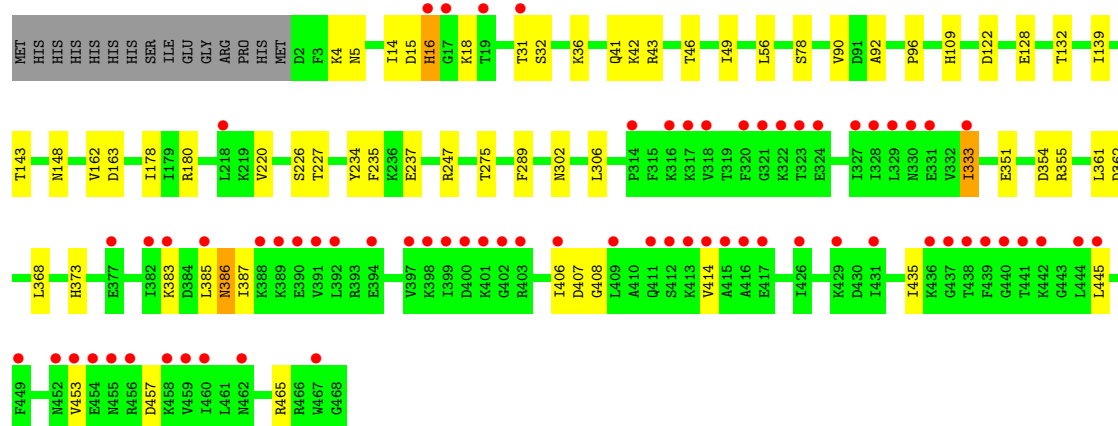 MET HIS HIS HIS HIS HIS HIS SER ILE GLU GLY ARG PRO HIS MET D2 F3 K4 N5 I14 D15 H16 G17 K18 T19 T31 S32 K36 Q41 K42 R43 T46 I49 L56 S78 V90 D91 A92 P96 H109 D122 E128 T132 I139
T143 N148 V162 D163 I178 I179 R180 L218 K219 V220 S226 T227 Y234 F235 K236 E237 R247 T275 F289 N302 L306 P314 F315 K316 K317 V318 T319 F320 G321 K322 T323 E324 I327 I328 L329 N330 E331 V332 I333 E351 D354 R355 L361 D362
L368 H373 E377 I382 K383 D384 L385 N386 I387 K388 K389 E390 V391 L392 R393 E394 V397 K398 I399 D400 K401 G402 R403 I406 D407 G408 L409 A410 Q411 S412 K413 V414 A415 A416 E417 I426 K429 D430 I431 I435 K436 G437 T438 F439 G440 T441 K442 G443 L444 L445
F449 N452 V453 E454 N455 R456 D457 K458 V459 I460 L461 N462 R465 R466 W467 G468